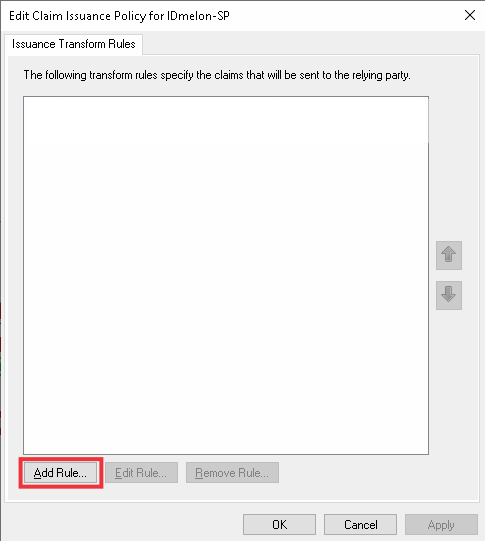 Edit Claim Issuance Policy for IDmelon-SP
Issuance Transform Rules
The following transform rules specify the claims that will be sent to the relying party.
Add Rule... Edit Rule... Remove Rule...
OK Cancel Apply